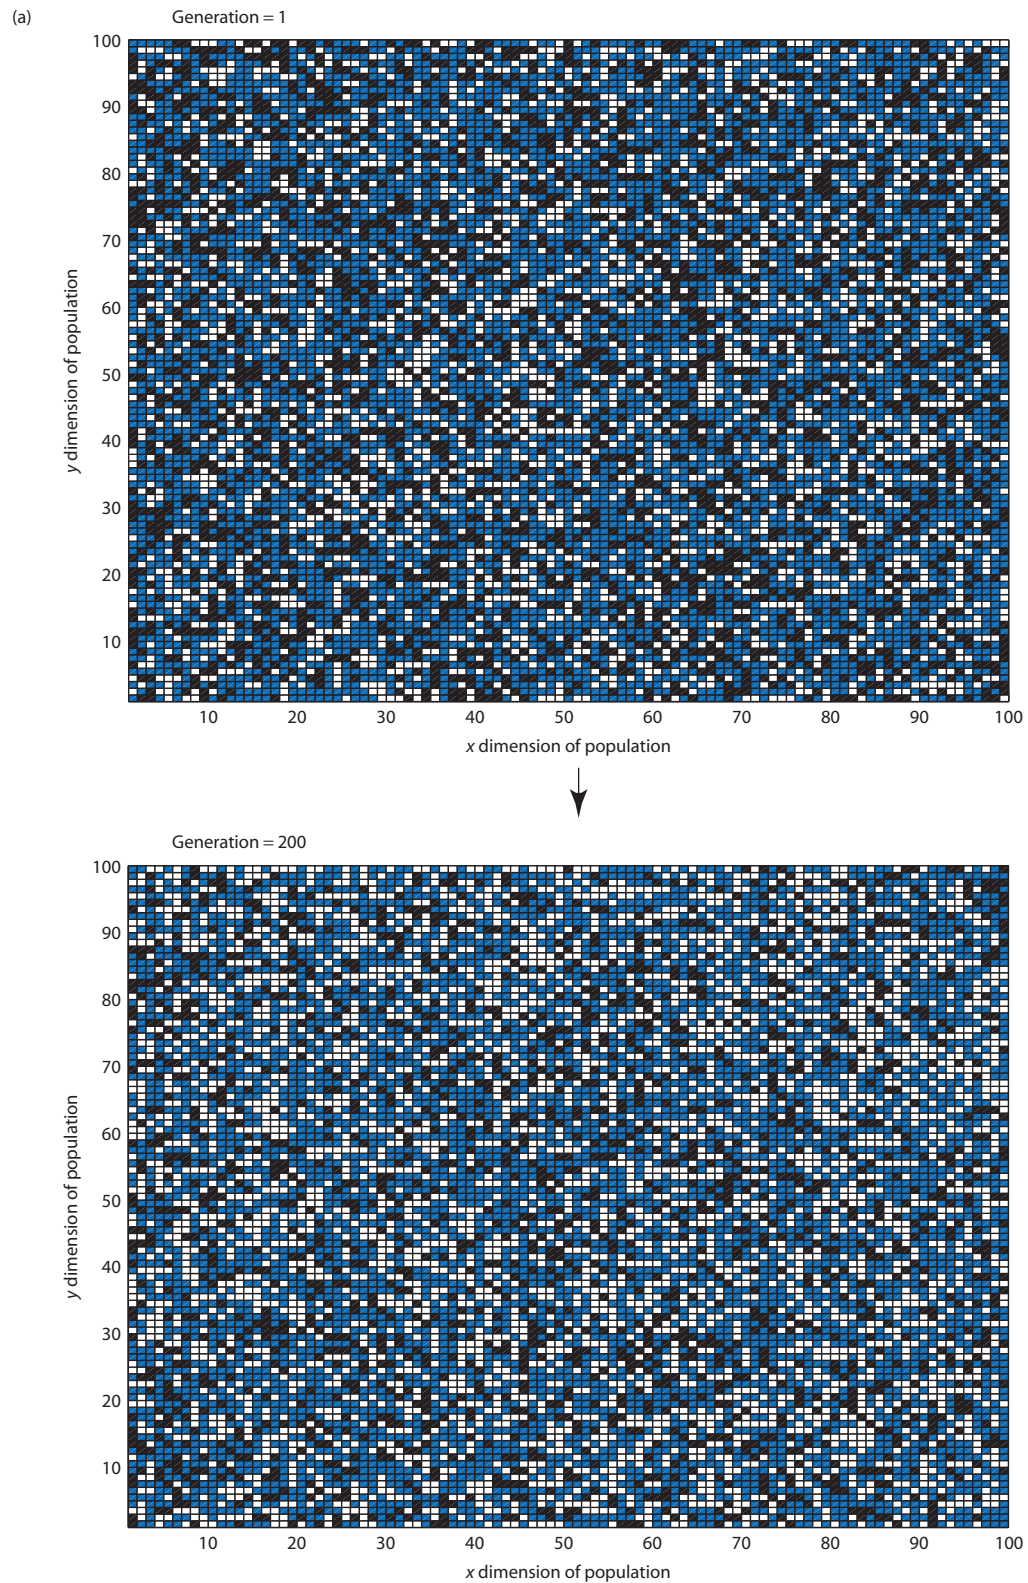 (a)
Generation = 1
100
90
80
70
60
50
40
30
20
10
y dimension of population
10 20 30 40 50 60 70 80 90 100
x dimension of population
Generation = 200
100
90
80
70
60
50
40
30
20
10
y dimension of population
10 20 30 40 50 60 70 80 90 100
x dimension of population